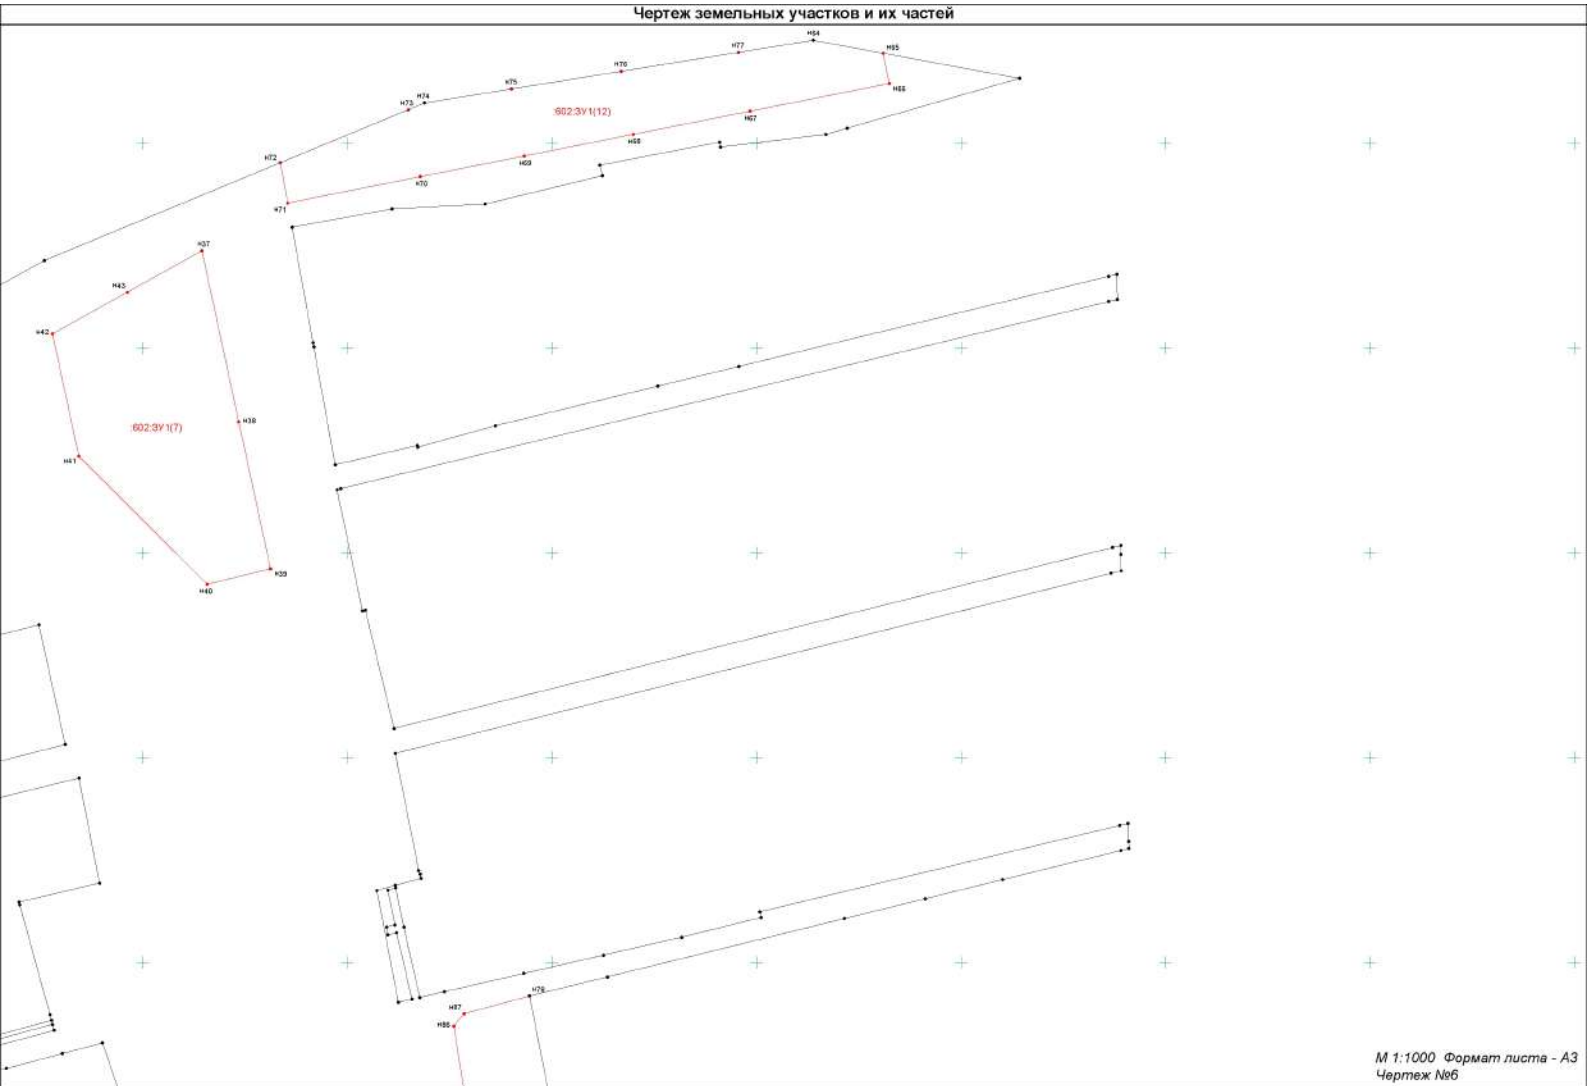 Чертеж земельных участков и их частей
н64
н77
н65
н76
н75
н66
н74
н73
:602:ЗУ1(12)
н67
н68
н72
н69
н70
н71
н37
н43
н42
н38
:602:ЗУ1(7)
н41
н39
н40
н78
н87
н86
М 1:1000 Формат листа - А3
Чертеж №6